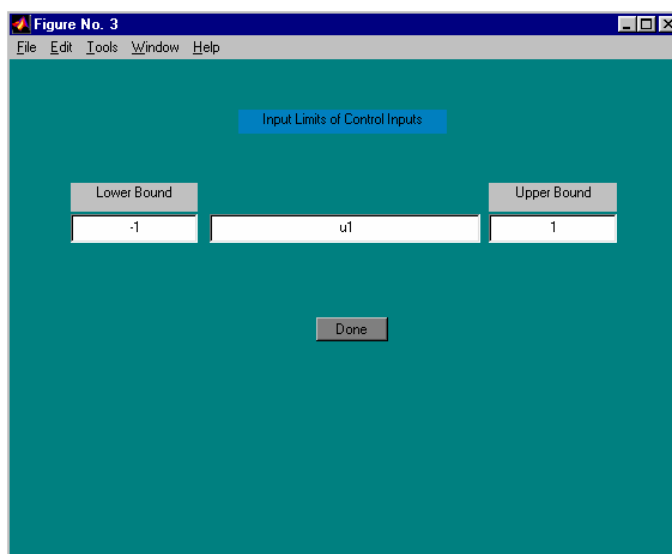 Figure No. 3
File Edit Tools Window Help
Input Limits of Control Inputs
Lower Bound Upper Bound
-1 u1 1
Done